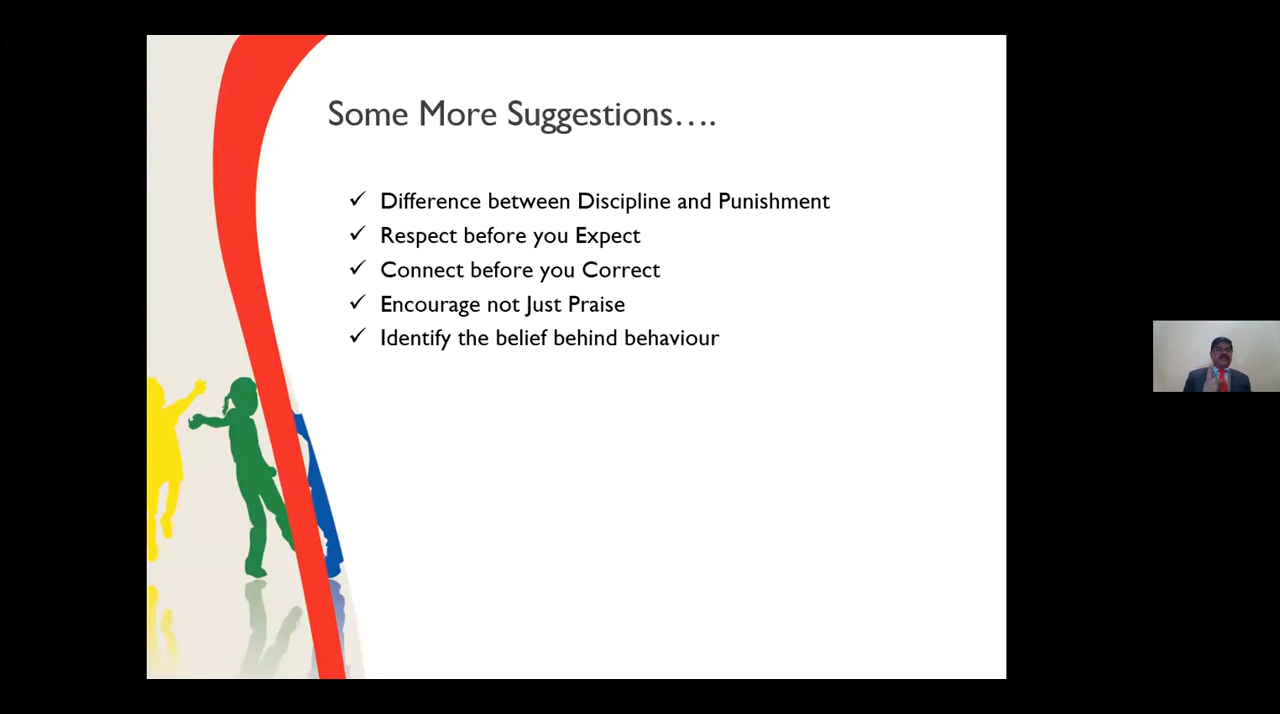 Some More Suggestions….
✓ Difference between Discipline and Punishment
✓ Respect before you Expect
✓ Connect before you Correct
✓ Encourage not Just Praise
✓ Identify the belief behind behaviour